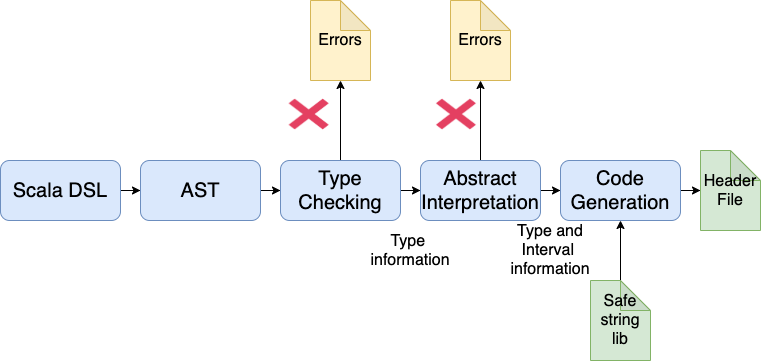 Errors
Errors
Scala DSL
AST
Type
Checking
Abstract
Interpretation
Code
Generation
Header
File
Type
information
Type and
Interval
information
Safe
string
lib